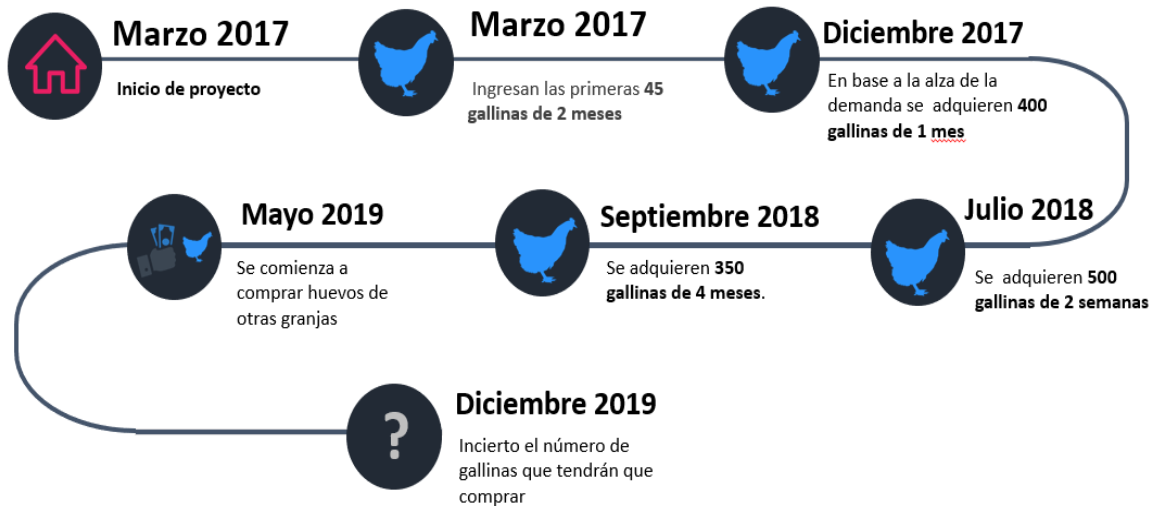 Marzo 2017
Inicio de proyecto
Marzo 2017
Ingresan las primeras 45
gallinas de 2 meses
Diciembre 2017
En base a la alza de la
demanda se adquieren 400
gallinas de 1 mes
Julio 2018
Se adquieren 500
gallinas de 2 semanas
Septiembre 2018
Se adquieren 350
gallinas de 4 meses.
Mayo 2019
Se comienza a
comprar huevos de
otras granjas
?
Diciembre 2019
Incierto el número de
gallinas que tendrán que
comprar